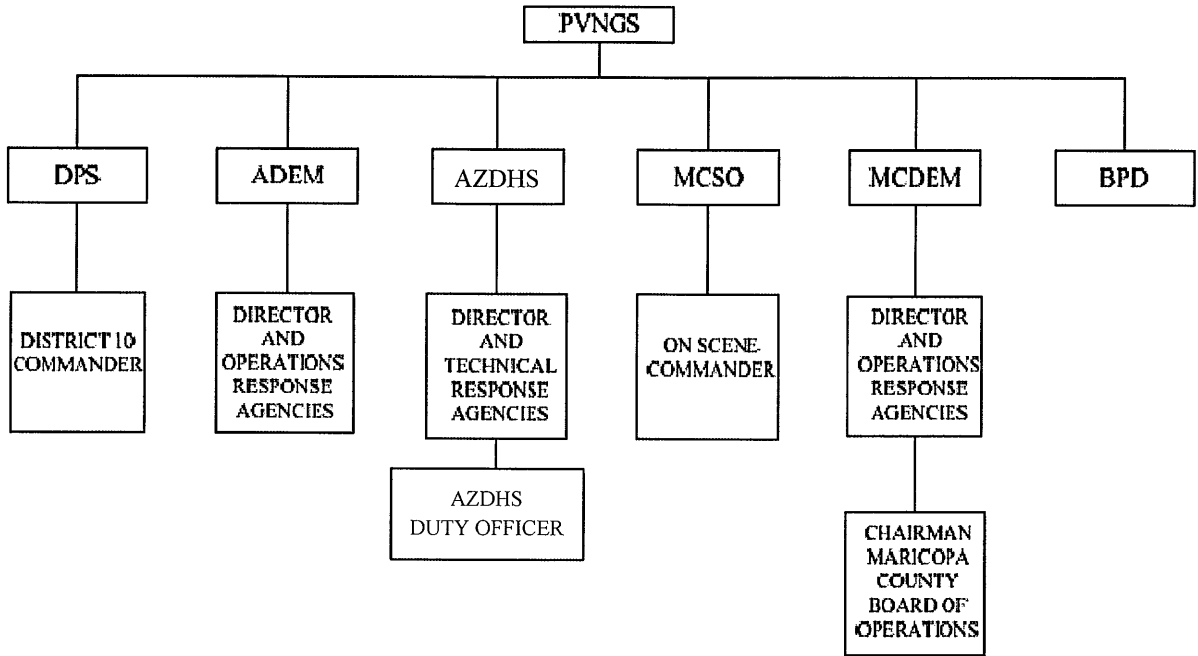 PVNGS
DPS
ADEM
AZDHS
MCSO
MCDEM
BPD
DISTRICT 10
COMMANDER
DIRECTOR
AND
OPERATIONS
RESPONSE
AGENCIES
DIRECTOR
AND
TECHNICAL
RESPONSE
AGENCIES
ON SCENE
COMMANDER
DIRECTOR
AND
OPERATIONS
RESPONSE
AGENCIES
AZDHS
DUTY OFFICER
CHAIRMAN
MARICOPA
COUNTY
BOARD OF
OPERATIONS